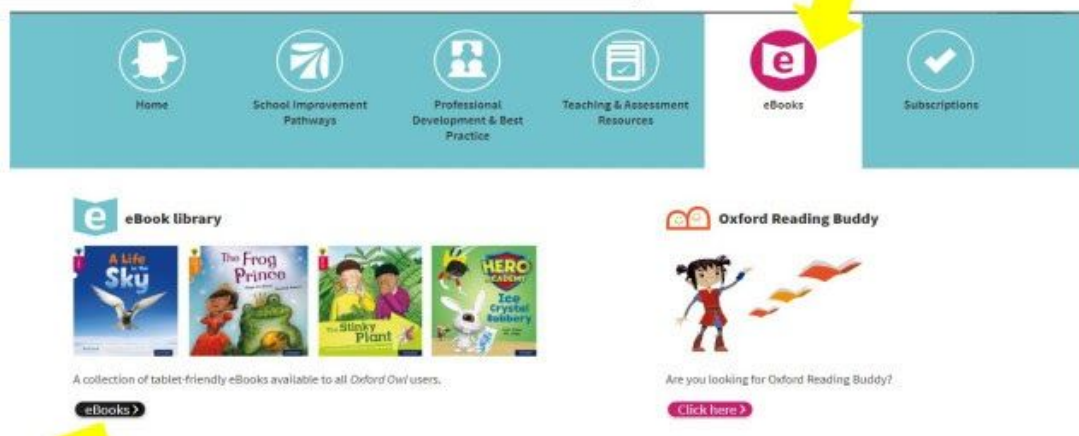 Home
School Improvement
Pathways
Professional
Development & Best
Practice
Teaching & Assessment
Resources
e
eBooks
Subscriptions
e eBook library
Oxford Reading Buddy
A Life
in the
Sky
The Frog
Prince
The Stinky
Plant
HERO
ACADEMY
Ice
Crystal
Robbery
A collection of tablet-friendly eBooks available to all Oxford Owl users.
Are you looking for Oxford Reading Buddy?
eBooks >
Click here >